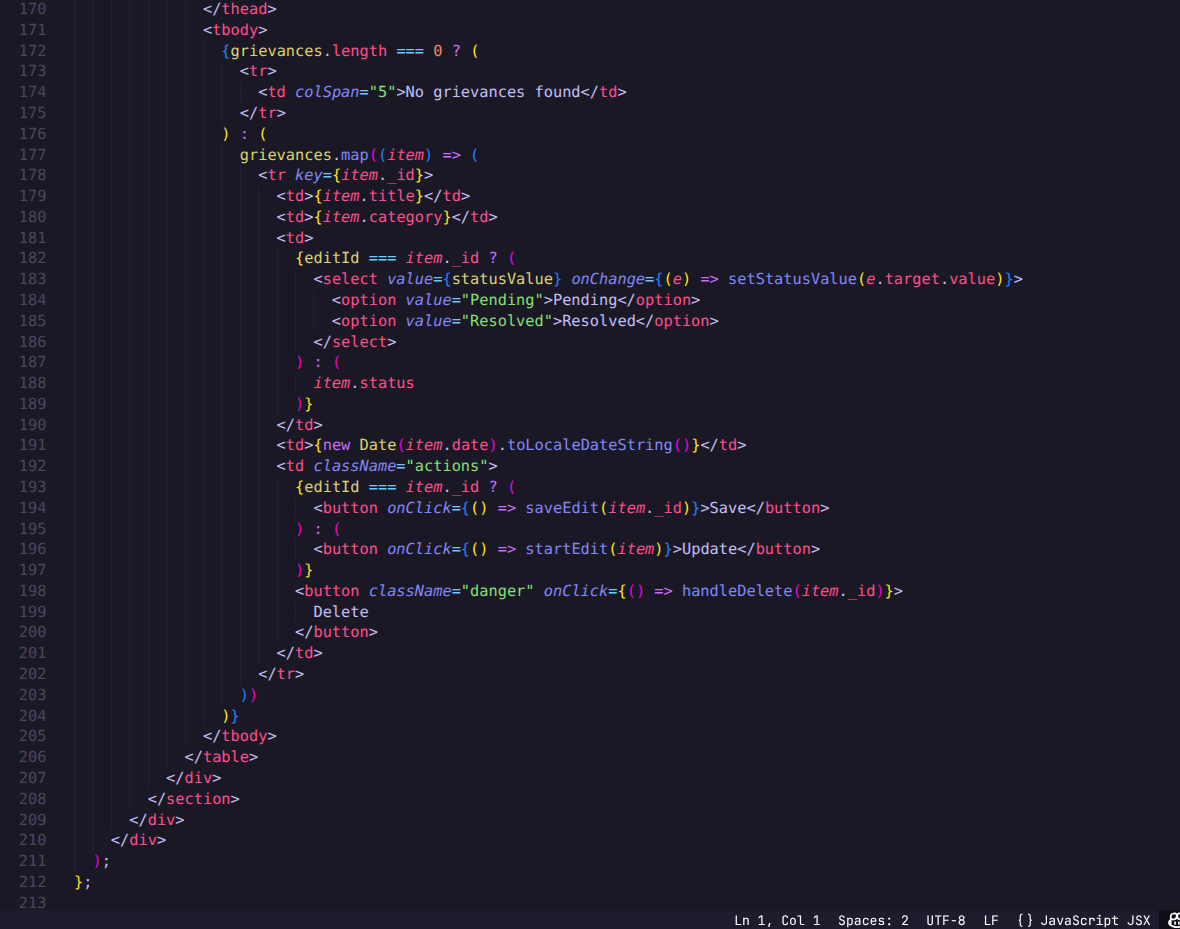 170 </thead>
171 <tbody>
172 {grievances.length === 0 ? (
173 <tr>
174 <td colSpan="5">No grievances found</td>
175 </tr>
176 ) : (
177 grievances.map((item) => (
178 <tr key={item._id}>
179 <td>{item.title}</td>
180 <td>{item.category}</td>
181 <td>
182 {editId === item._id ? (
183 <select value={statusValue} onChange={(e) => setStatusValue(e.target.value)}>
184 <option value="Pending">Pending</option>
185 <option value="Resolved">Resolved</option>
186 </select>
187 ) : (
188 item.status
189 )}
190 </td>
191 <td>{new Date(item.date).toLocaleDateString()}</td>
192 <td className="actions">
193 {editId === item._id ? (
194 <button onClick={() => saveEdit(item._id)}>Save</button>
195 ) : (
196 <button onClick={() => startEdit(item)}>Update</button>
197 )}
198 <button className="danger" onClick={() => handleDelete(item._id)}>
199 Delete
200 </button>
201 </td>
202 </tr>
203 ))
204 )}
205 </tbody>
206 </table>
207 </div>
208 </section>
209 </div>
210 </div>
211 );
212 };
213
Ln 1, Col 1 Spaces: 2 UTF-8 LF {} JavaScript JSX